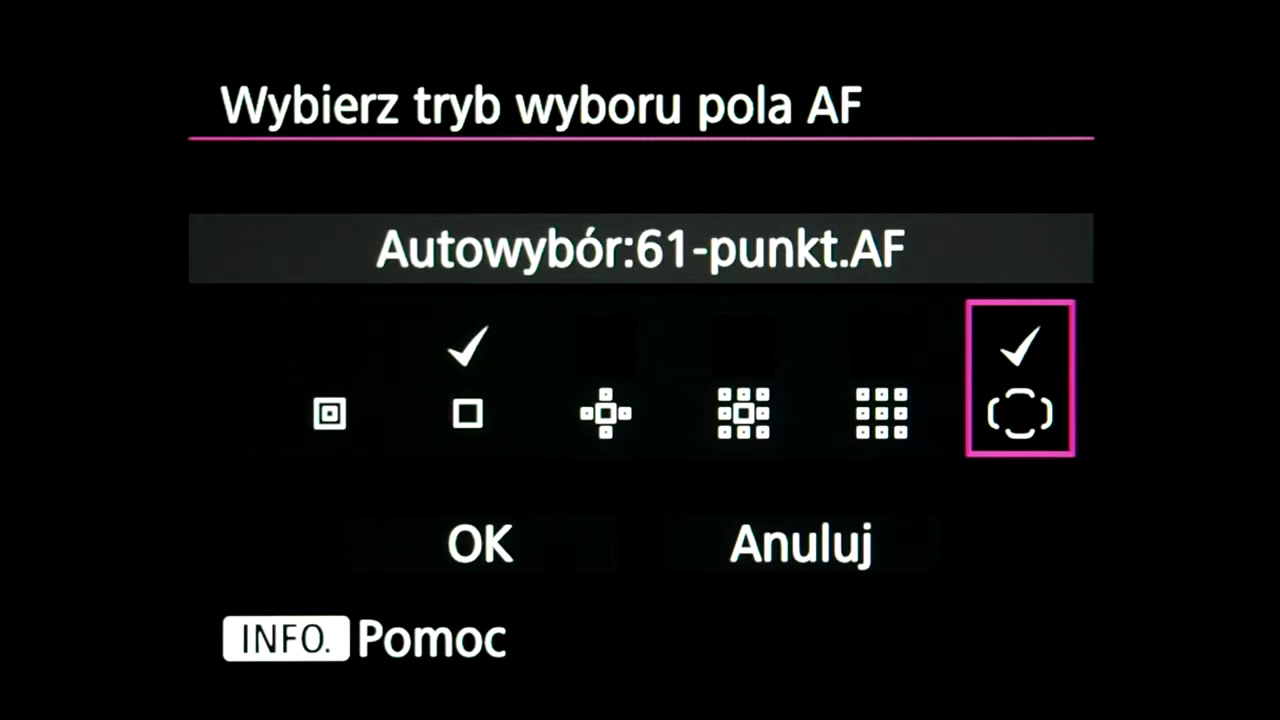 Wybierz tryb wyboru pola AF
Autowybór:61-punkt.AF
OK Anuluj
INFO. Pomoc